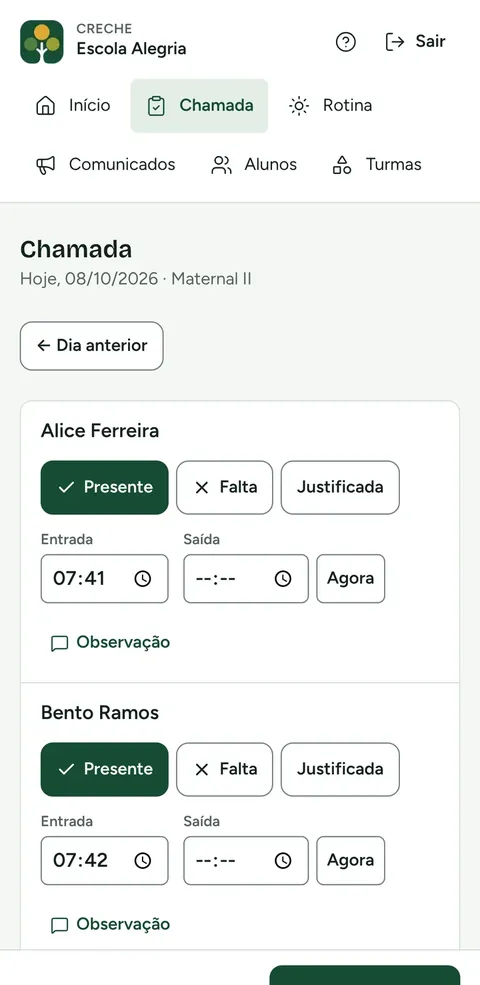 CRECHE
Escola Alegria
Sair
Início
Chamada
Rotina
Comunicados
Alunos
Turmas
Chamada
Hoje, 08/10/2026 · Maternal II
← Dia anterior
Alice Ferreira
Presente
Falta
Justificada
Entrada
Saída
07:41
--:--
Agora
Observação
Bento Ramos
Presente
Falta
Justificada
Entrada
Saída
07:42
--:--
Agora
Observação